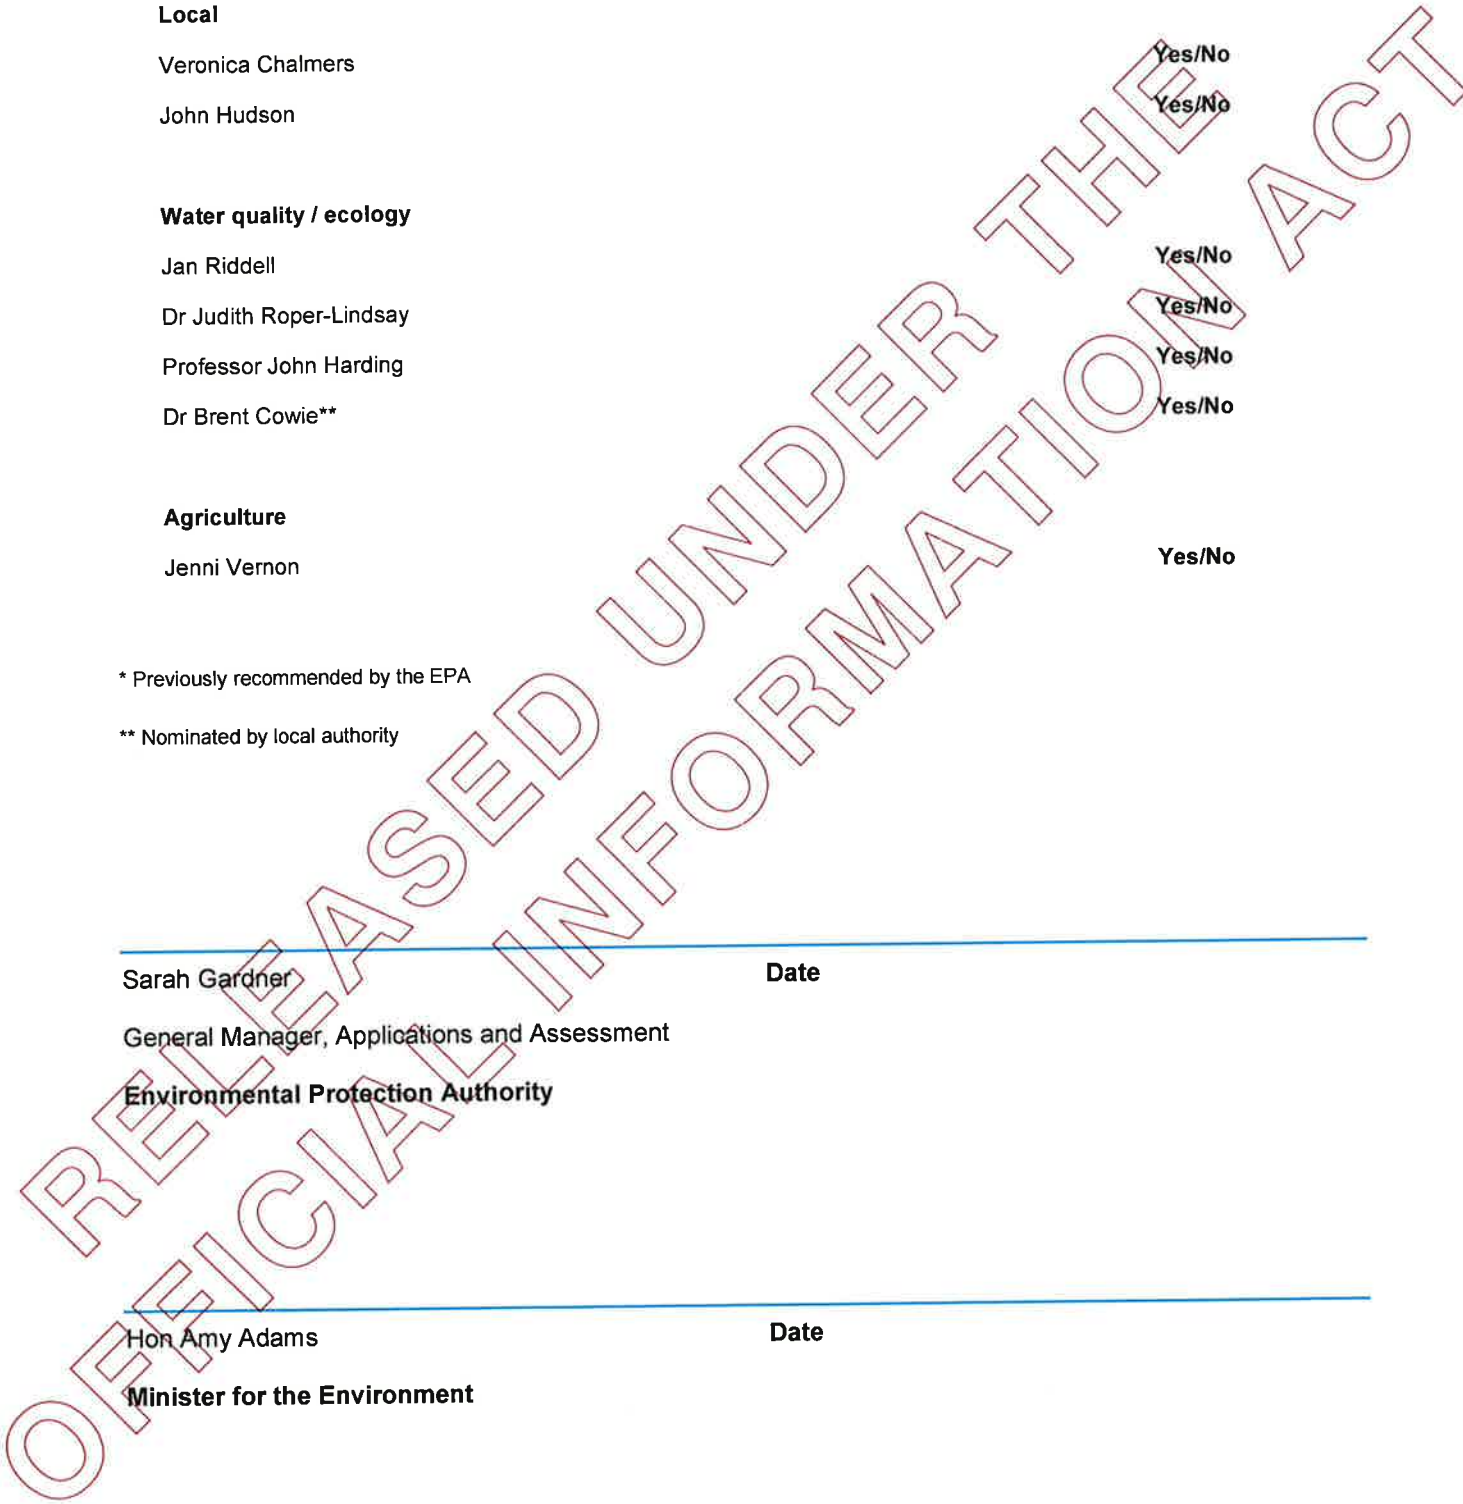 Local
Veronica Chalmers Yes/No
John Hudson Yes/No
Water quality / ecology
Jan Riddell Yes/No
Dr Judith Roper-Lindsay Yes/No
Professor John Harding Yes/No
Dr Brent Cowie** Yes/No
Agriculture
Jenni Vernon Yes/No
* Previously recommended by the EPA
** Nominated by local authority
Sarah Gardner Date
General Manager, Applications and Assessment
Environmental Protection Authority
Hon Amy Adams Date
Minister for the Environment
RELEASED UNDER THE
OFFICIAL INFORMATION ACT